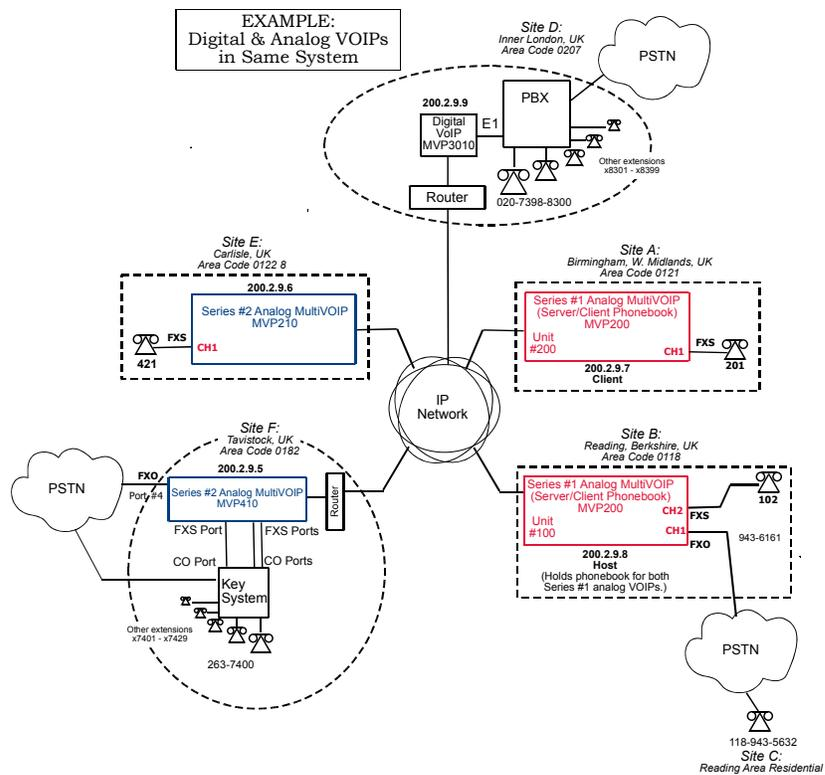 EXAMPLE:
Digital & Analog VOIPs
in Same System
Site D:
Inner London, UK
Area Code 0207
PSTN
200.2.9.9
Digital
VoIP
MVP3010
E1
PBX
Other extensions
x8301 - x8399
Router
020-7398-8300
Site E:
Carlisle, UK
Area Code 0122 8
200.2.9.6
Series #2 Analog MultiVOIP
MVP210
FXS
CH1
421
Site A:
Birmingham, W. Midlands, UK
Area Code 0121
Series #1 Analog MultiVOIP
(Server/Client Phonebook)
MVP200
Unit
#200
CH1
FXS
201
200.2.9.7
Client
IP
Network
Site F:
Tavistock, UK
Area Code 0182
200.2.9.5
PSTN
FXO
Port #4
Series #2 Analog MultiVOIP
MVP410
Router
FXS Port
FXS Ports
CO Port
CO Ports
Key
System
Other extensions
x7401 - x7429
263-7400
Site B:
Reading, Berkshire, UK
Area Code 0118
Series #1 Analog MultiVOIP
(Server/Client Phonebook)
MVP200
Unit
#100
CH2
FXS
102
CH1
FXO
943-6161
200.2.9.8
Host
(Holds phonebook for both
Series #1 analog VOIPs.)
PSTN
118-943-5632
Site C:
Reading Area Residential